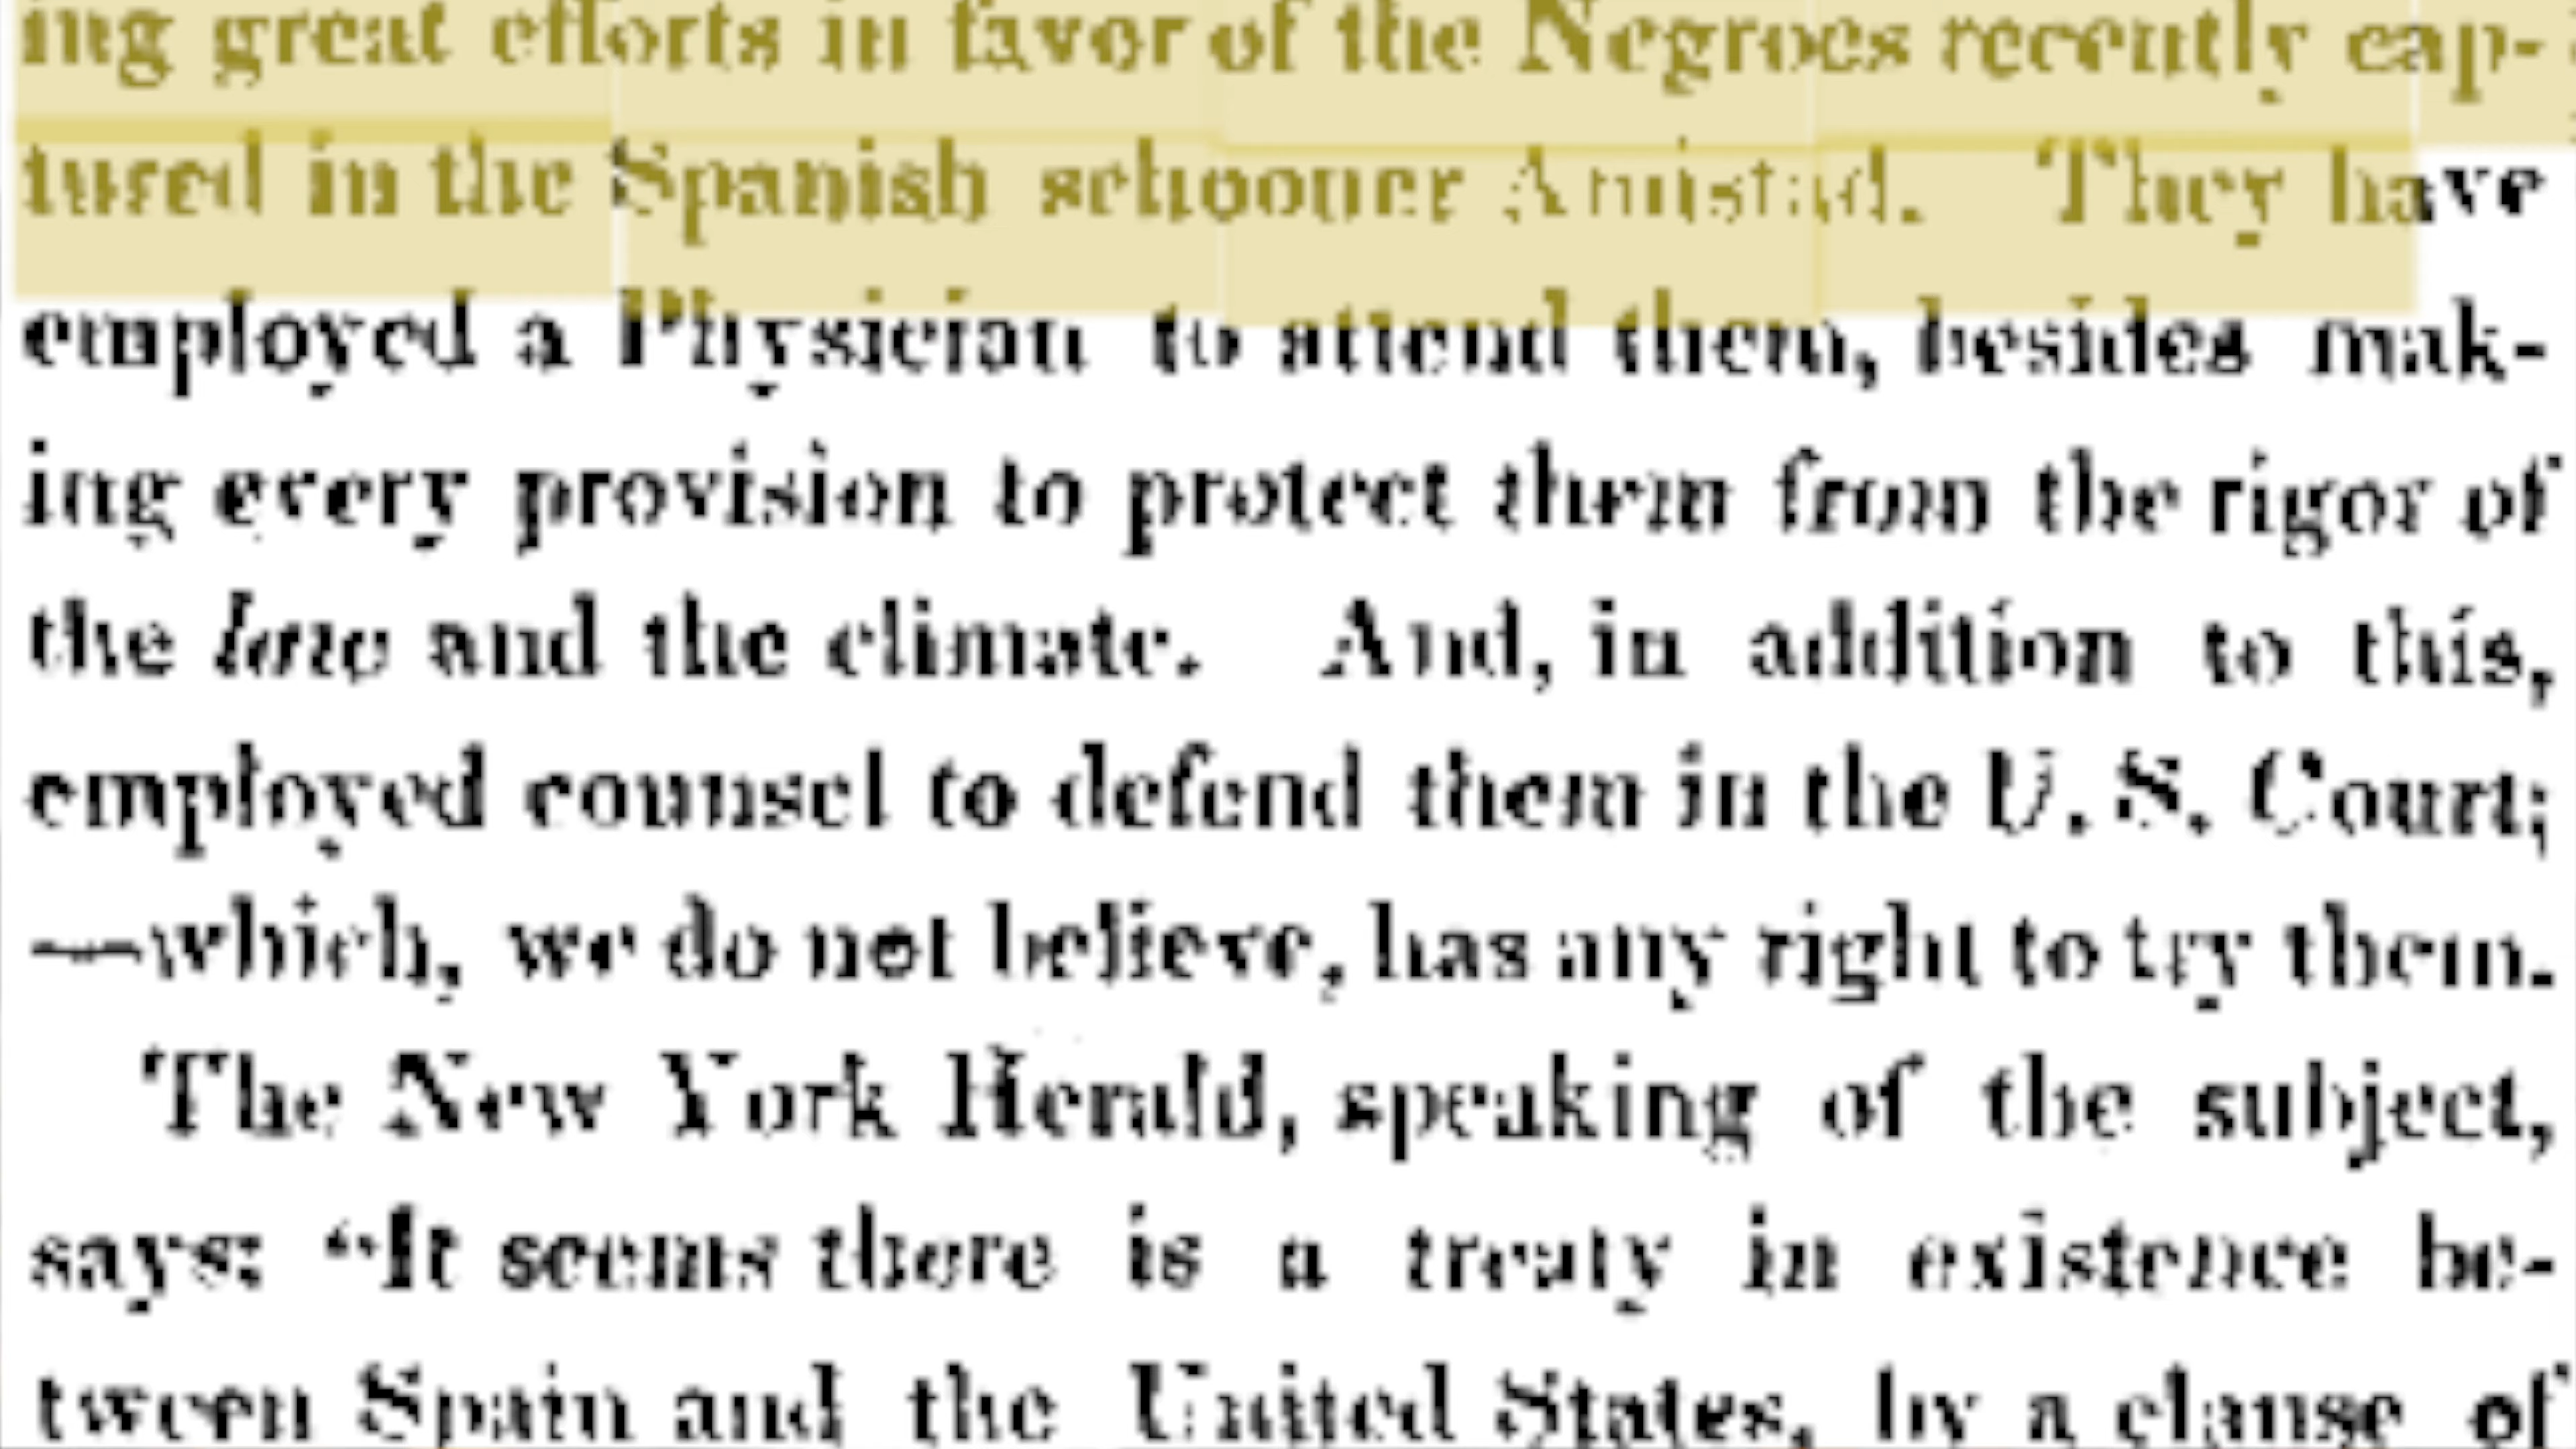 ing great efforts in favor of the Negroes recently cap-
tured in the Spanish schooner Amistad. They have
employed a Physician to attend them, besides mak-
ing every provision to protect them from the rigor of
the law and the climate. And, in addition to this,
employed counsel to defend them in the U. S. Court;
—which, we do not believe, has any right to try them.
The New York Herald, speaking of the subject,
says: “It seems there is a treaty in existence be-
tween Spain and the United States, by a clause of